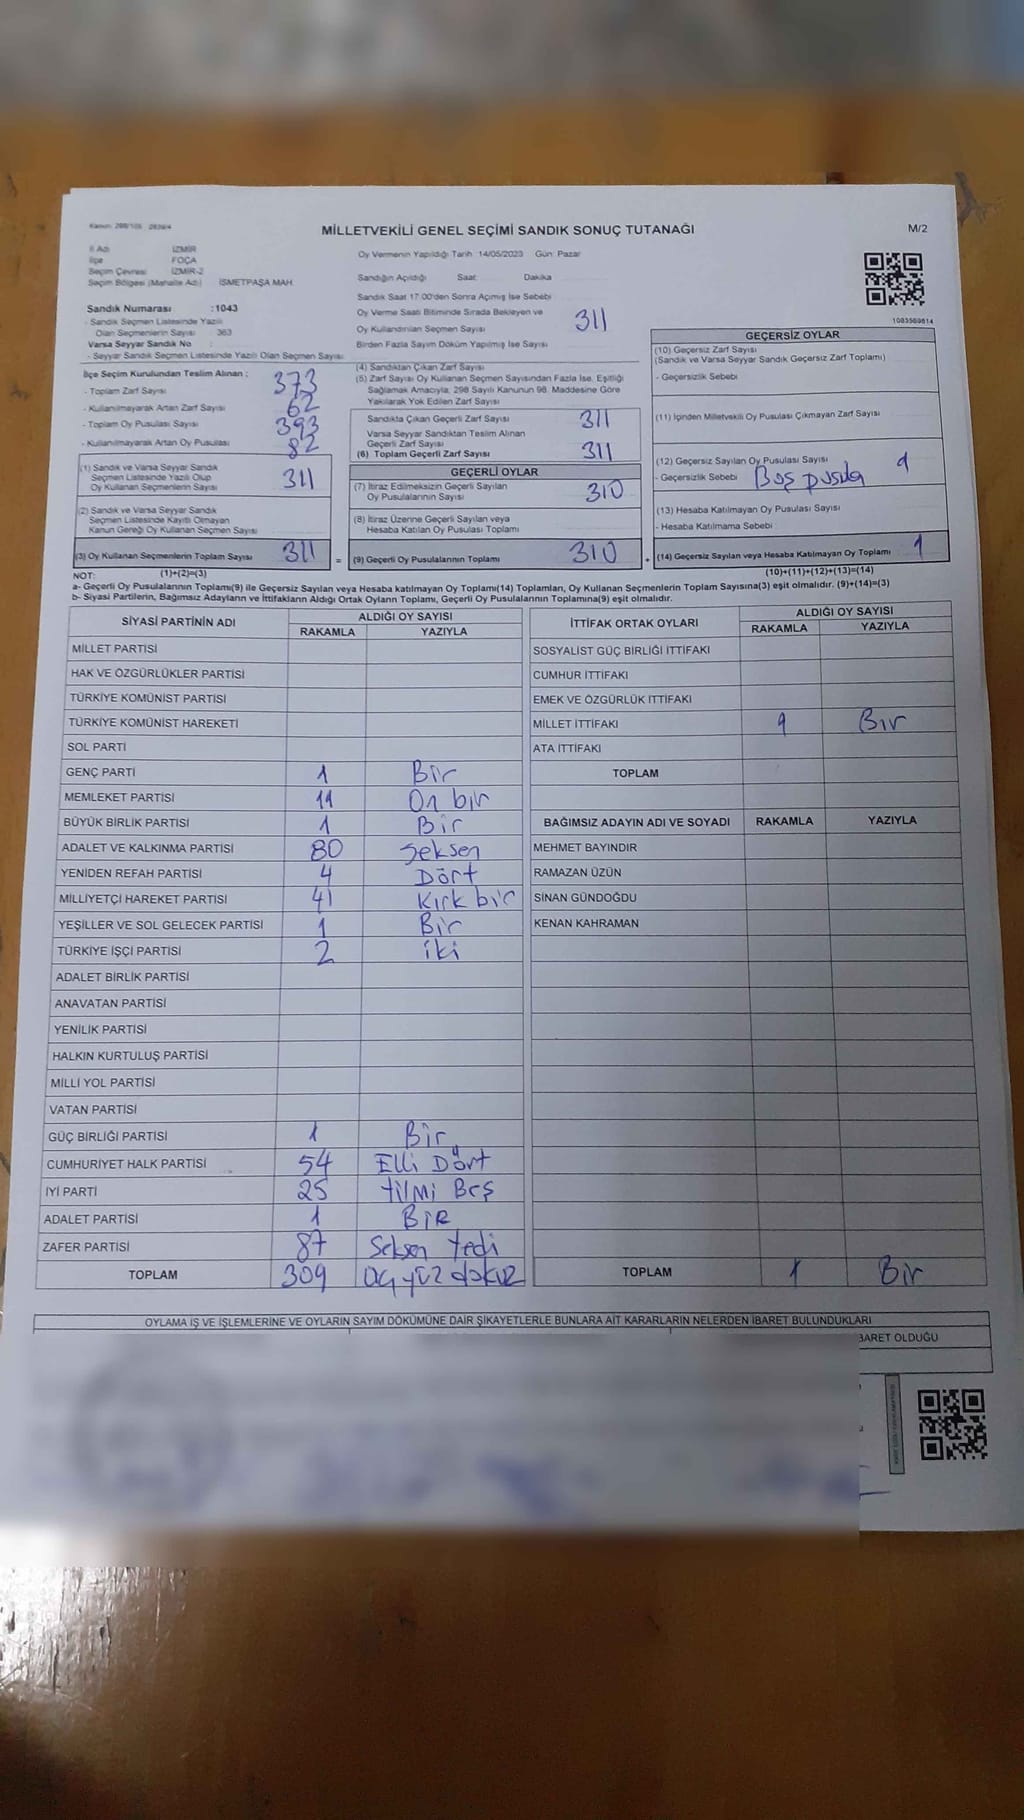 MİLLETVEKİLİ GENEL SEÇİMİ SANDIK SONUÇ TUTANAĞI
M/2
İl Adı İZMİR
İlçe FOÇA
Seçim Çevresi İZMİR-2
Seçim Bölgesi (Mahalle Adı) İSMETPAŞA MAH.
Sandık Numarası :1043
- Sandık Seçmen Listesinde Yazılı
Olan Seçmenlerin Sayısı 363
Varsa Seyyar Sandık No :
- Seyyar Sandık Seçmen Listesinde Yazılı Olan Seçmen Sayısı
Oy Vermenin Yapıldığı Tarih 14/05/2023 Gün: Pazar
Sandığın Açıldığı Saat: Dakika
Sandık Saat 17.00'den Sonra Açımış İse Sebebi
Oy Verme Saati Bitiminde Sırada Bekleyen ve
Oy Kullandırılan Seçmen Sayısı 311
Birden Fazla Sayım Döküm Yapılmış İse Sayısı
1083569614
İlçe Seçim Kurulundan Teslim Alınan ;
- Toplam Zarf Sayısı 373
- Kullanılmayarak Artan Zarf Sayısı 62
- Toplam Oy Pusulası Sayısı 393
- Kullanılmayarak Artan Oy Pusulası 82
(1) Sandık ve Varsa Seyyar Sandık
Seçmen Listesinde Yazılı Olup
Oy Kullanan Seçmenlerin Sayısı 311
(2) Sandık ve Varsa Seyyar Sandık
Seçmen Listesinde Kayıtlı Olmayan
Kanun Gereği Oy Kullanan Seçmen Sayısı
(3) Oy Kullanan Seçmenlerin Toplam Sayısı 311 =
(4) Sandıktan Çıkan Zarf Sayısı
(5) Zarf Sayısı Oy Kullanan Seçmen Sayısından Fazla İse, Eşitliği
Sağlamak Amacıyla, 298 Sayılı Kanunun 98. Maddesine Göre
Yakılarak Yok Edilen Zarf Sayısı
Sandıkta Çıkan Geçerli Zarf Sayısı 311
Varsa Seyyar Sandıktan Teslim Alınan
Geçerli Zarf Sayısı
(6) Toplam Geçerli Zarf Sayısı 311
GEÇERLİ OYLAR
(7) İtiraz Edilmeksizin Geçerli Sayılan
Oy Pusulalarının Sayısı 310
(8) İtiraz Üzerine Geçerli Sayılan veya
Hesaba Katılan Oy Pusulası Toplamı
(9) Geçerli Oy Pusulalarının Toplamı 310 +
GEÇERSİZ OYLAR
(10) Geçersiz Zarf Sayısı
(Sandık ve Varsa Seyyar Sandık Geçersiz Zarf Toplamı)
- Geçersizlik Sebebi
(11) İçinden Milletvekili Oy Pusulası Çıkmayan Zarf Sayısı
(12) Geçersiz Sayılan Oy Pusulası Sayısı 1
- Geçersizlik Sebebi Boş pusula
(13) Hesaba Katılmayan Oy Pusulası Sayısı
- Hesaba Katılmama Sebebi
(14) Geçersiz Sayılan veya Hesaba Katılmayan Oy Toplamı 1
NOT: (1)+(2)=(3)
(10)+(11)+(12)+(13)=(14)
a- Geçerli Oy Pusulalarının Toplamı(9) ile Geçersiz Sayılan veya Hesaba katılmayan Oy Toplamı(14) Toplamları, Oy Kullanan Seçmenlerin Toplam Sayısına(3) eşit olmalıdır. (9)+(14)=(3)
b- Siyasi Partilerin, Bağımsız Adayların ve İttifakların Aldığı Ortak Oyların Toplamı, Geçerli Oy Pusulalarının Toplamına(9) eşit olmalıdır.
SİYASİ PARTİNİN ADI ALDIĞI OY SAYISI
RAKAMLA YAZIYLA
MİLLET PARTİSİ
HAK VE ÖZGÜRLÜKLER PARTİSİ
TÜRKİYE KOMÜNİST PARTİSİ
TÜRKİYE KOMÜNİST HAREKETİ
SOL PARTİ
GENÇ PARTİ 1 Bir
MEMLEKET PARTİSİ 11 On bir
BÜYÜK BİRLİK PARTİSİ 1 Bir
ADALET VE KALKINMA PARTİSİ 80 Seksen
YENİDEN REFAH PARTİSİ 4 Dört
MİLLİYETÇİ HAREKET PARTİSİ 41 Kırk bir
YEŞİLLER VE SOL GELECEK PARTİSİ 1 Bir
TÜRKİYE İŞÇİ PARTİSİ 2 iki
ADALET BİRLİK PARTİSİ
ANAVATAN PARTİSİ
YENİLİK PARTİSİ
HALKIN KURTULUŞ PARTİSİ
MİLLİ YOL PARTİSİ
VATAN PARTİSİ
GÜÇ BİRLİĞİ PARTİSİ 1 Bir
CUMHURİYET HALK PARTİSİ 54 Elli Dört
İYİ PARTİ 25 Yilmi Beş
ADALET PARTİSİ 1 BİR
ZAFER PARTİSİ 87 Seksen Yedi
TOPLAM 309 Üç yüz dokuz
İTTİFAK ORTAK OYLARI ALDIĞI OY SAYISI
RAKAMLA YAZIYLA
SOSYALİST GÜÇ BİRLİĞİ İTTİFAKI
CUMHUR İTTİFAKI
EMEK VE ÖZGÜRLÜK İTTİFAKI
MİLLET İTTİFAKI 1 Bir
ATA İTTİFAKI
TOPLAM
BAĞIMSIZ ADAYIN ADI VE SOYADI RAKAMLA YAZIYLA
MEHMET BAYINDIR
RAMAZAN ÜZÜN
SİNAN GÜNDOĞDU
KENAN KAHRAMAN
TOPLAM 1 Bir
OYLAMA İŞ VE İŞLEMLERİNE VE OYLARIN SAYIM DÖKÜMÜNE DAİR ŞİKAYETLERLE BUNLARA AİT KARARLARIN NELERDEN İBARET BULUNDUKLARI
BARET OLDUĞU